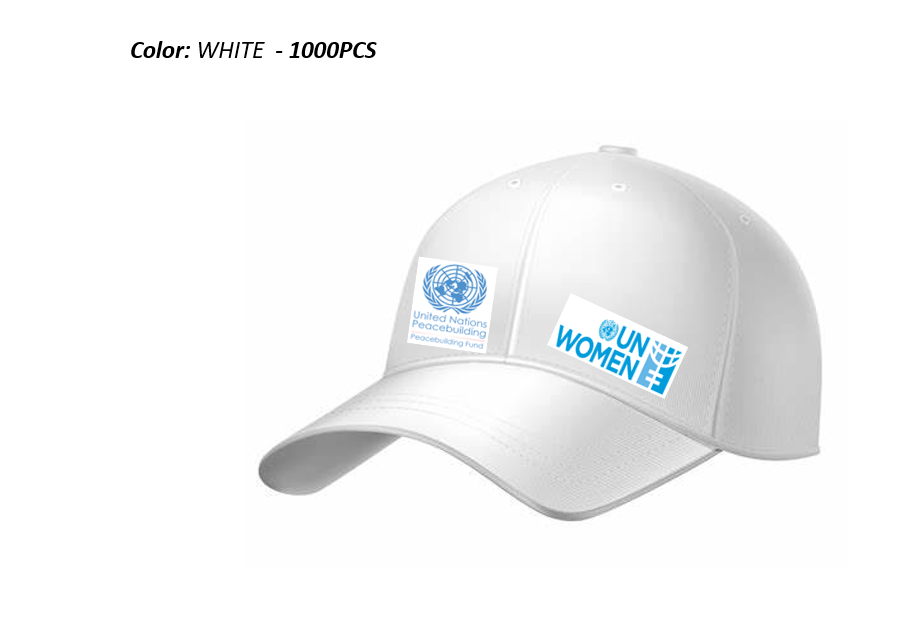 Color: WHITE - 1000PCS
United Nations
Peacebuilding
Peacebuilding Fund
UN
WOMEN